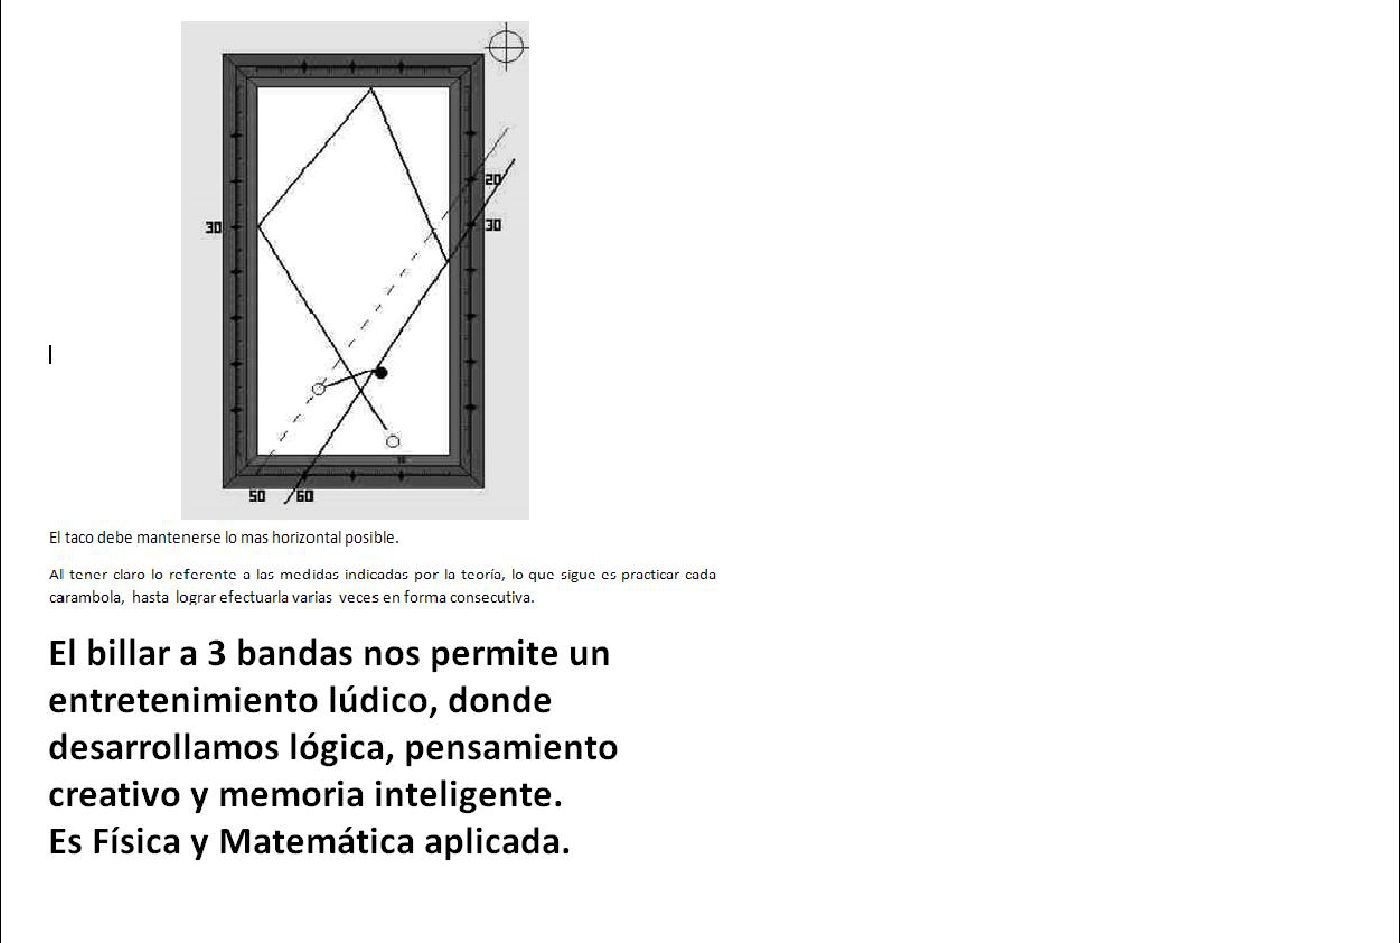 20
30 30
50 60
El taco debe mantenerse lo mas horizontal posible.
Al tener claro lo referente a las medidas indicadas por la teoría, lo que sigue es practicar cada
carambola, hasta lograr efectuarla varias veces en forma consecutiva.
El billar a 3 bandas nos permite un
entretenimiento lúdico, donde
desarrollamos lógica, pensamiento
creativo y memoria inteligente.
Es Física y Matemática aplicada.